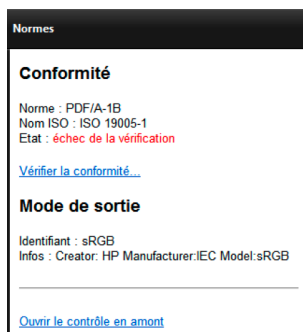 Normes
Conformité
Norme : PDF/A-1B
Nom ISO : ISO 19005-1
Etat : échec de la vérification
Vérifier la conformité...
Mode de sortie
Identifiant : sRGB
Infos : Creator: HP Manufacturer:IEC Model:sRGB
Ouvrir le contrôle en amont